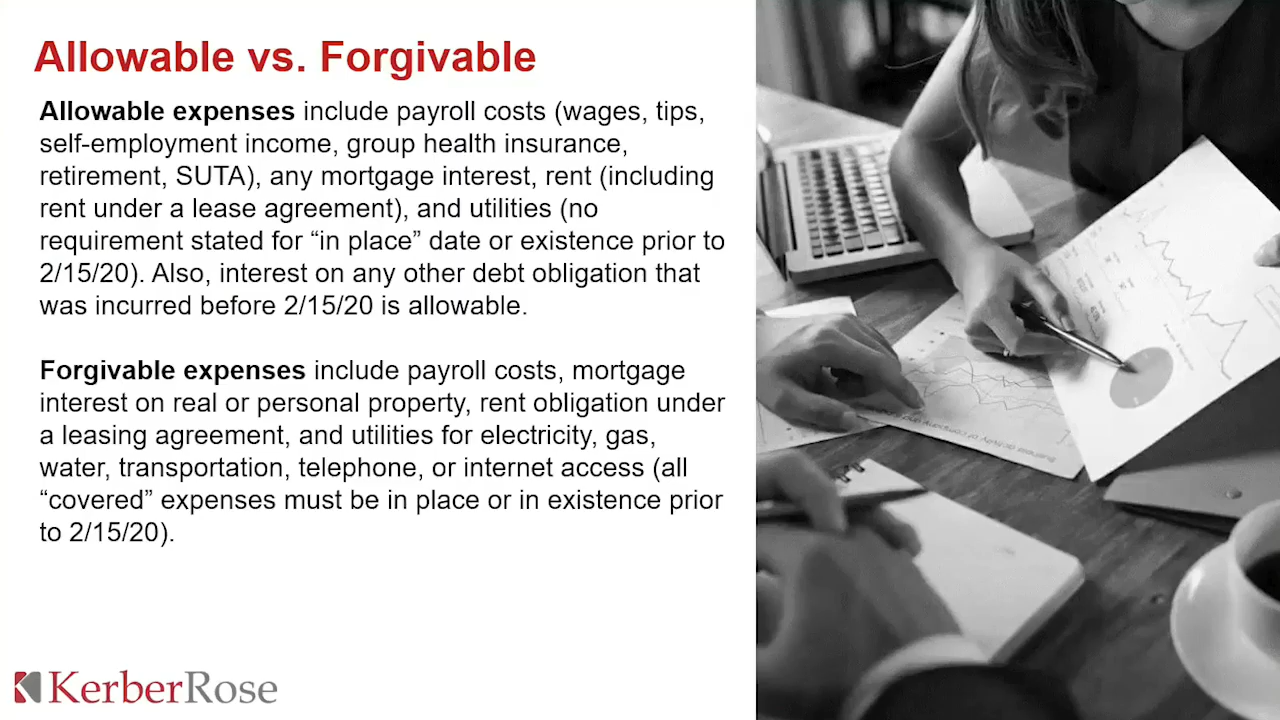 Allowable vs. Forgivable
Allowable expenses include payroll costs (wages, tips,
self-employment income, group health insurance,
retirement, SUTA), any mortgage interest, rent (including
rent under a lease agreement), and utilities (no
requirement stated for “in place” date or existence prior to
2/15/20). Also, interest on any other debt obligation that
was incurred before 2/15/20 is allowable.
Forgivable expenses include payroll costs, mortgage
interest on real or personal property, rent obligation under
a leasing agreement, and utilities for electricity, gas,
water, transportation, telephone, or internet access (all
“covered” expenses must be in place or in existence prior
to 2/15/20).
KerberRose
Business activity of company